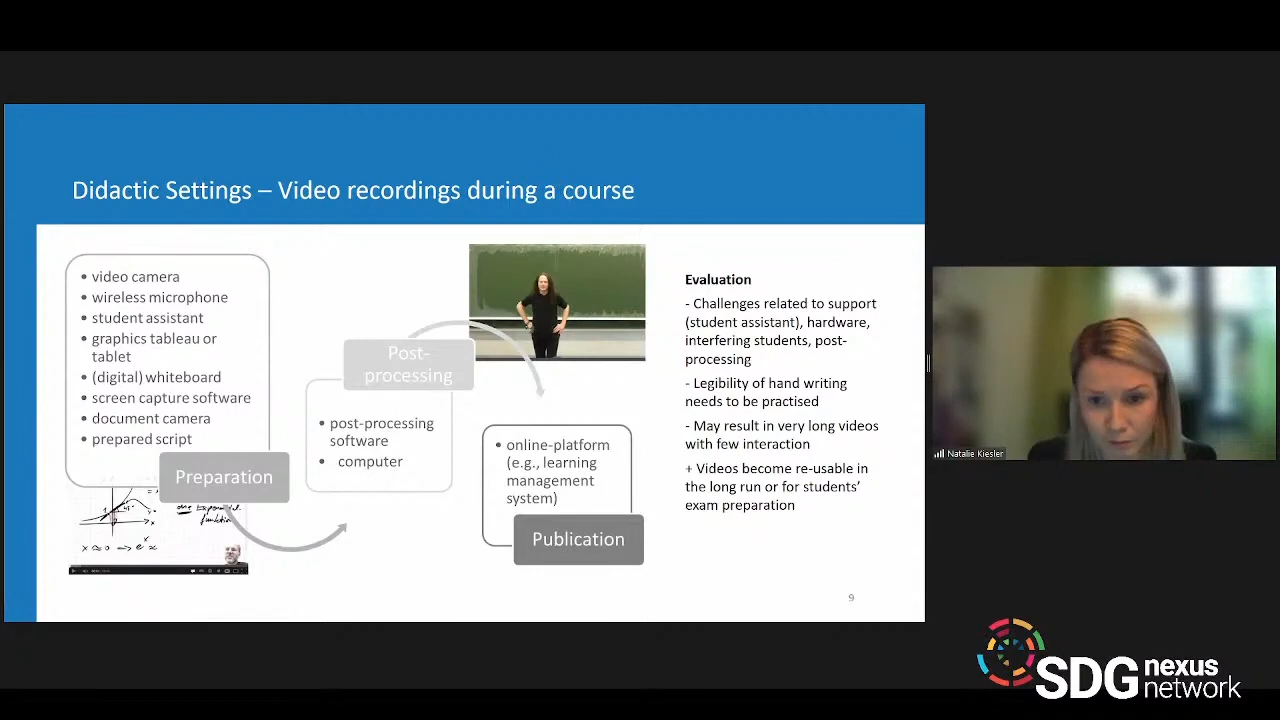 Didactic Settings – Video recordings during a course
• video camera
• wireless microphone
• student assistant
• graphics tableau or
tablet
• (digital) whiteboard
• screen capture software
• document camera
• prepared script
Preparation
Post-
processing
• post-processing
software
• computer
• online-platform
(e.g., learning
management
system)
Publication
Evaluation
- Challenges related to support
(student assistant), hardware,
interfering students, post-
processing
- Legibility of hand writing
needs to be practised
- May result in very long videos
with few interaction
+ Videos become re-usable in
the long run or for students’
exam preparation
9
Natalie Kiesler
SDG nexus
network